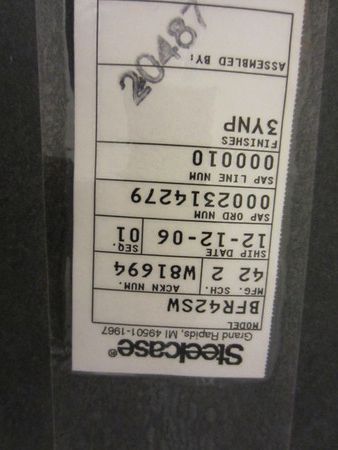 Steelcase®
Grand Rapids, MI 49501-1967
MODEL
BFR42SW
MFG. SCH. ACKN NUM.
42 2 W81694
SHIP DATE SEQ.
12-12-06 01
SAP ORD NUM
0002314279
SAP LINE NUM
000010
FINISHES
3YNP
ASSEMBLED BY:
20487